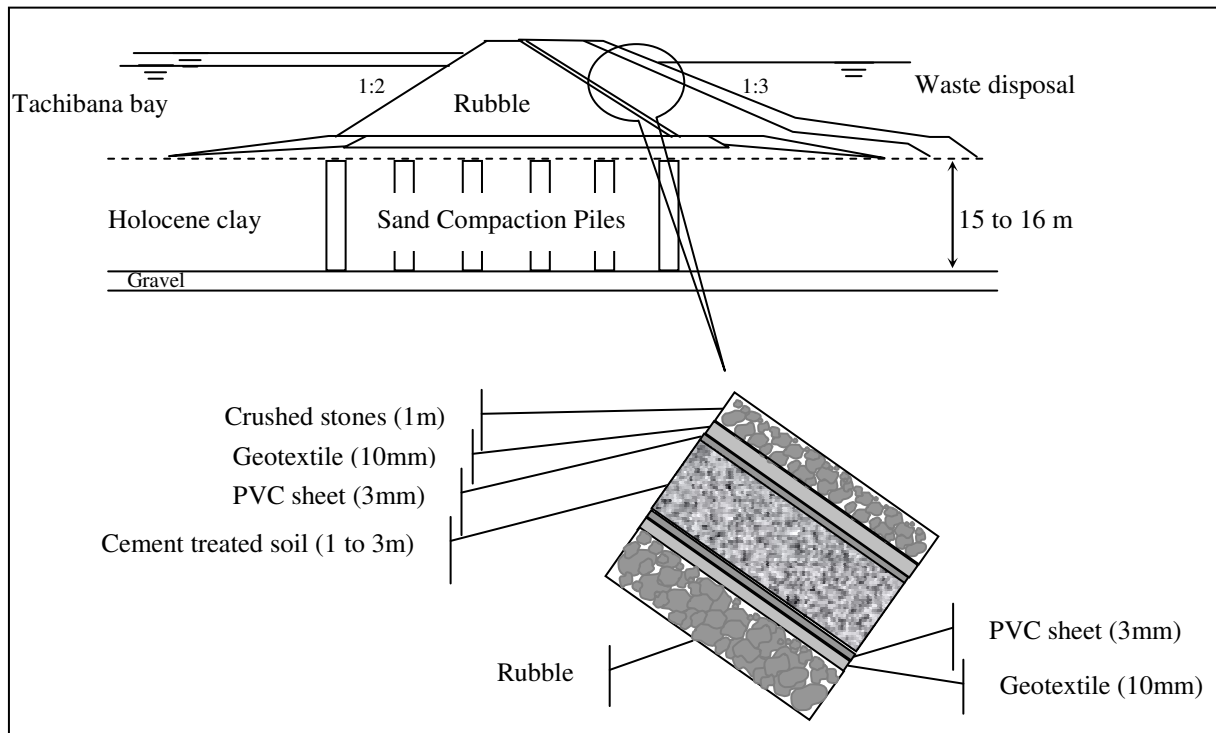 1:2
1:3
Tachibana bay
Rubble
Waste disposal
Holocene clay
Sand Compaction Piles
15 to 16 m
Gravel
Crushed stones (1m)
Geotextile (10mm)
PVC sheet (3mm)
Cement treated soil (1 to 3m)
PVC sheet (3mm)
Rubble
Geotextile (10mm)